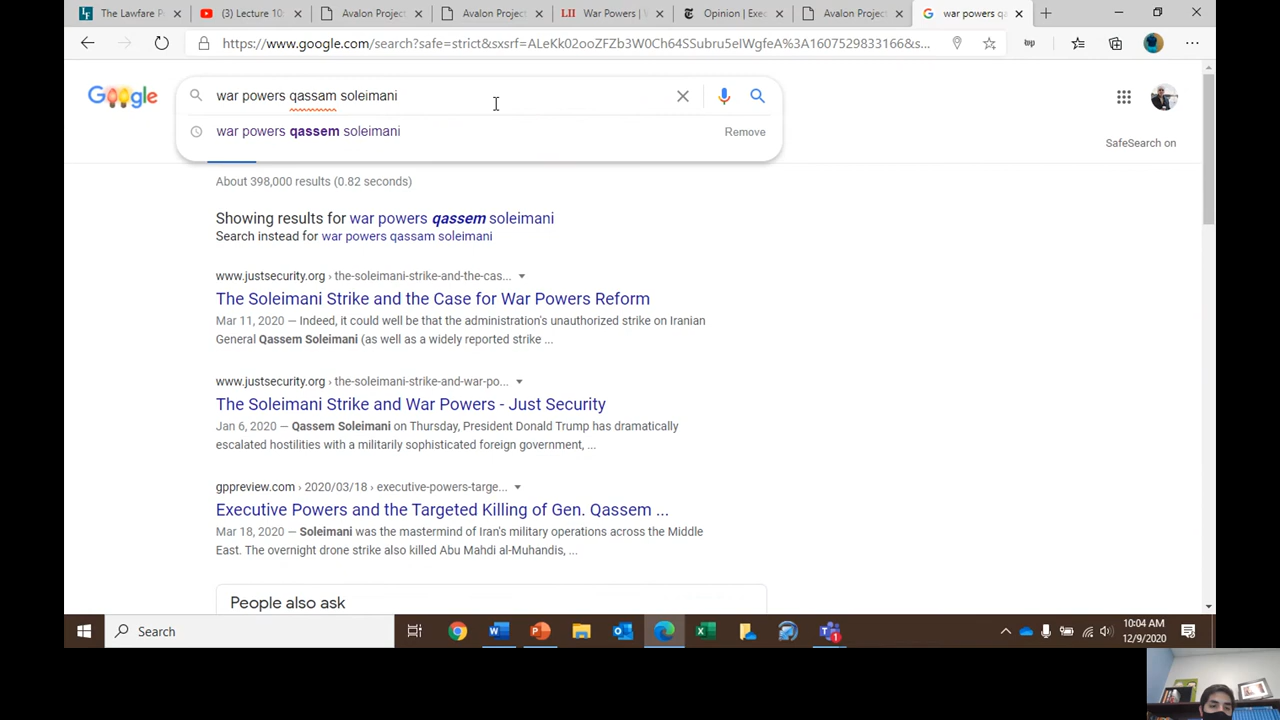 The Lawfare P
(3) Lecture 10:
Avalon Project
Avalon Project
LII War Powers | W
Opinion | Exec
Avalon Project
war powers qa
https://www.google.com/search?safe=strict&sxsrf=ALeKk02ooZFZb3W0Ch64SSubru5eIWgfeA%3A1607529833166&s...
Google
war powers qassam soleimani
war powers qassem soleimani
Remove
SafeSearch on
About 398,000 results (0.82 seconds)
Showing results for war powers qassem soleimani
Search instead for war powers qassam soleimani
www.justsecurity.org › the-soleimani-strike-and-the-cas...
The Soleimani Strike and the Case for War Powers Reform
Mar 11, 2020 — Indeed, it could well be that the administration's unauthorized strike on Iranian
General Qassem Soleimani (as well as a widely reported strike ...
www.justsecurity.org › the-soleimani-strike-and-war-po...
The Soleimani Strike and War Powers - Just Security
Jan 6, 2020 — Qassem Soleimani on Thursday, President Donald Trump has dramatically
escalated hostilities with a militarily sophisticated foreign government, ...
gppreview.com › 2020/03/18 › executive-powers-targe...
Executive Powers and the Targeted Killing of Gen. Qassem ...
Mar 18, 2020 — Soleimani was the mastermind of Iran's military operations across the Middle
East. The overnight drone strike also killed Abu Mahdi al-Muhandis, ...
People also ask
Search
10:04 AM
12/9/2020